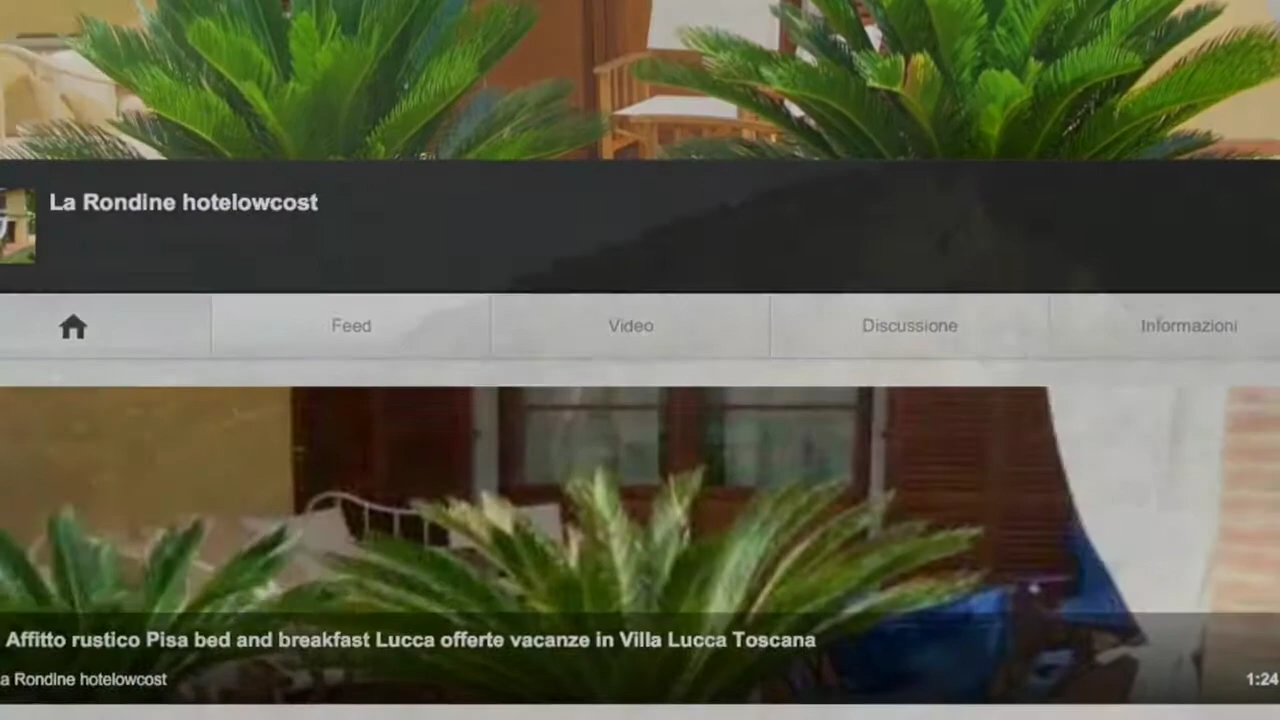 La Rondine hotelowcost
Feed Video Discussione Informazioni
Affitto rustico Pisa bed and breakfast Lucca offerte vacanze in Villa Lucca Toscana
a Rondine hotelowcost
1:24